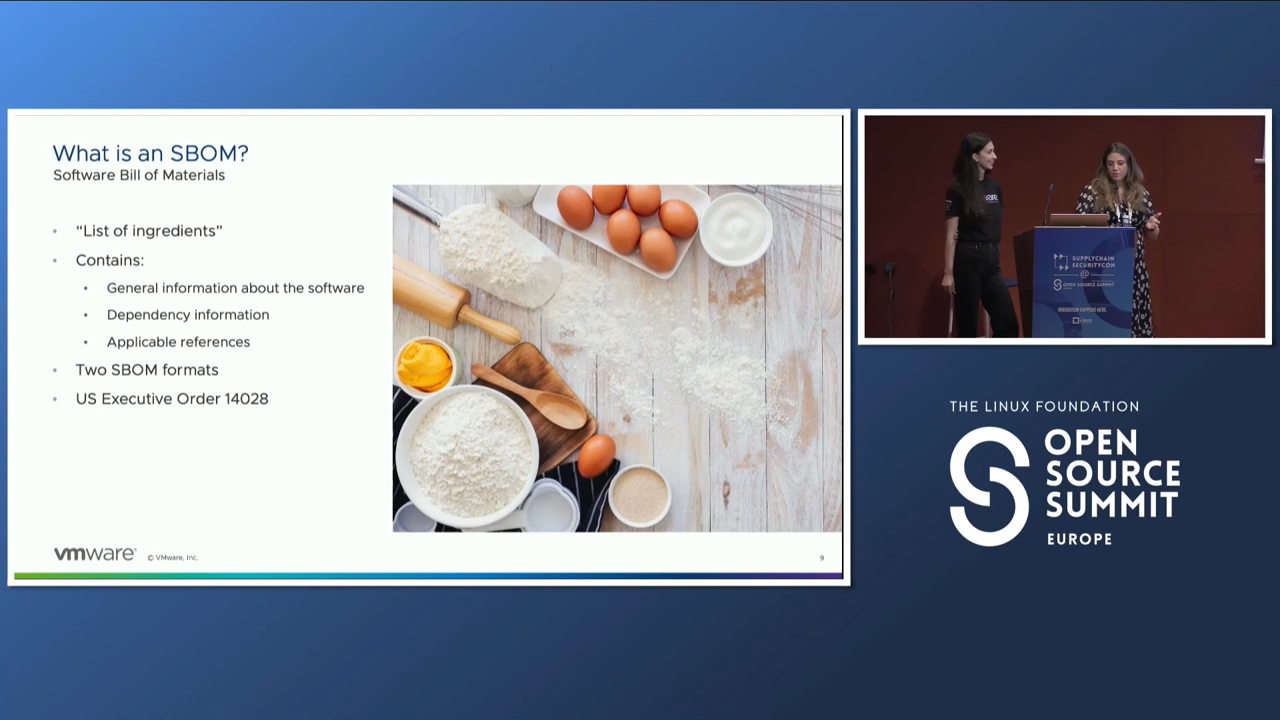 What is an SBOM?
Software Bill of Materials
“List of ingredients”
Contains:
General information about the software
Dependency information
Applicable references
Two SBOM formats
US Executive Order 14028
vmware®
© VMware, Inc.
9
SUPPLYCHAIN
SECURITYCON
@
OPEN SOURCE SUMMIT
THE LINUX FOUNDATION
OPEN
SOURCE
SUMMIT
EUROPE